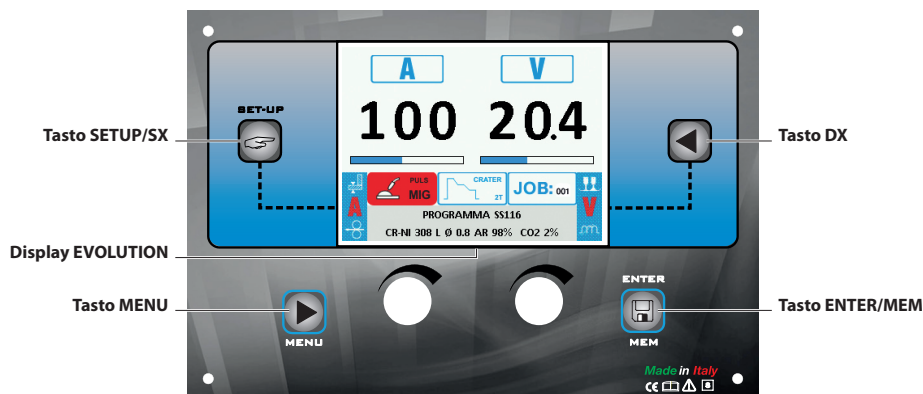 A V
SET-UP
100 20.4
Tasto SETUP/SX
Tasto DX
PULS
MIG
CRATER
2T
JOB: 001
A V
PROGRAMMA SS116
CR-NI 308 L Ø 0.8 AR 98% CO2 2%
Display EVOLUTION
ENTER
Tasto MENU
Tasto ENTER/MEM
MENU
MEM
Made in Italy
CE